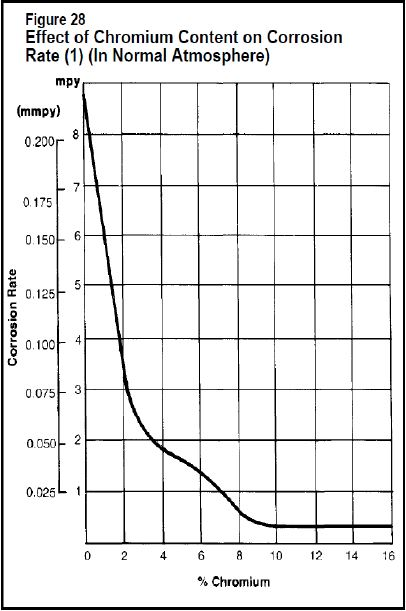 Figure 28
Effect of Chromium Content on Corrosion
Rate (1) (In Normal Atmosphere)
mpy
(mmpy)
0.200
8
0.175
7
0.150
6
0.125
5
0.100
4
0.075
3
0.050
2
0.025
1
Corrosion Rate
0 2 4 6 8 10 12 14 16
% Chromium